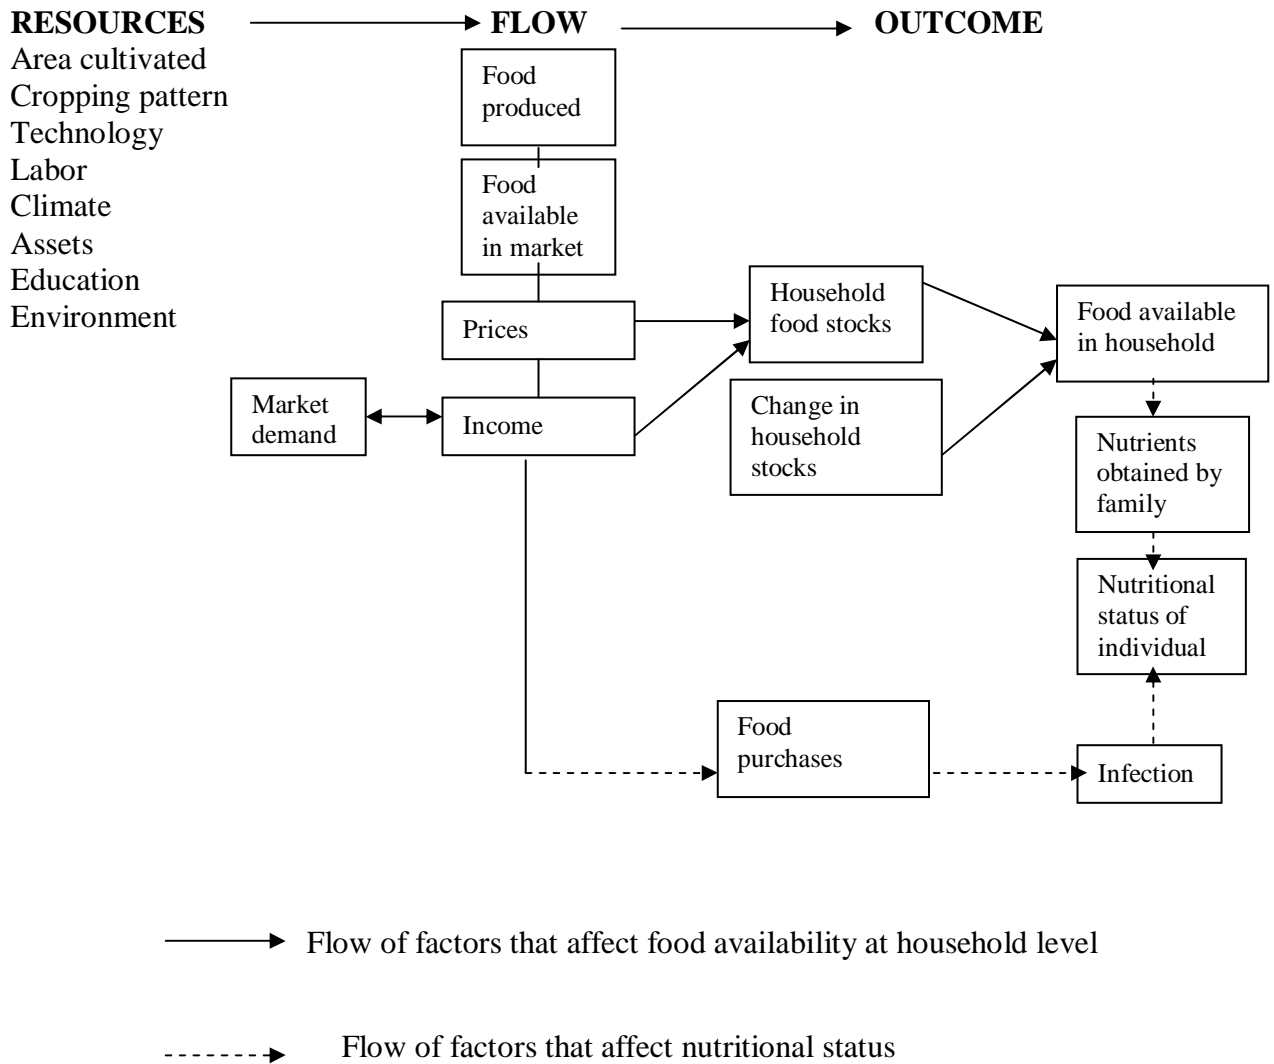 RESOURCES
FLOW
OUTCOME
Area cultivated
Cropping pattern
Technology
Labor
Climate
Assets
Education
Environment
Food
produced
Food
available
in market
Prices
Market
demand
Income
Household
food stocks
Change in
household
stocks
Food available
in household
Nutrients
obtained by
family
Nutritional
status of
individual
Food
purchases
Infection
Flow of factors that affect food availability at household level
Flow of factors that affect nutritional status